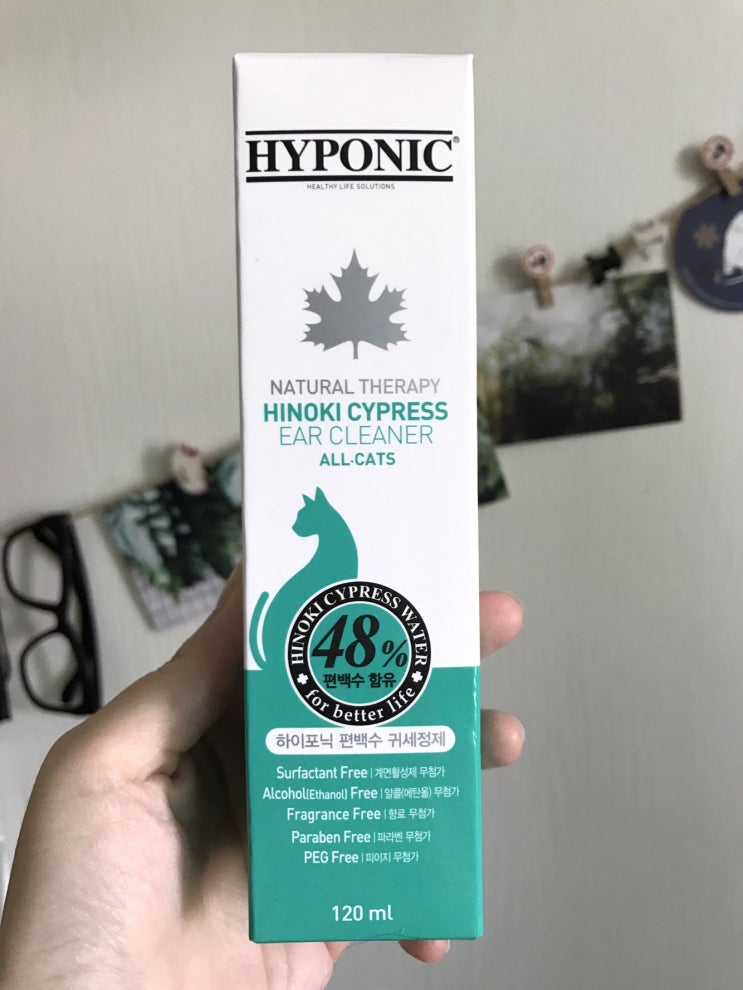 HYPONIC®
HEALTHY LIFE SOLUTIONS
NATURAL THERAPY
HINOKI CYPRESS
EAR CLEANER
ALL-CATS
HINOKI CYPRESS WATER
48%
편백수 함유
for better life
하이포닉 편백수 귀세정제
Surfactant Free | 계면활성제 무첨가
Alcohol[Ethanol] Free | 알콜(에탄올) 무첨가
Fragrance Free | 향료 무첨가
Paraben Free | 파라벤 무첨가
PEG Free | 피이지 무첨가
120 ml